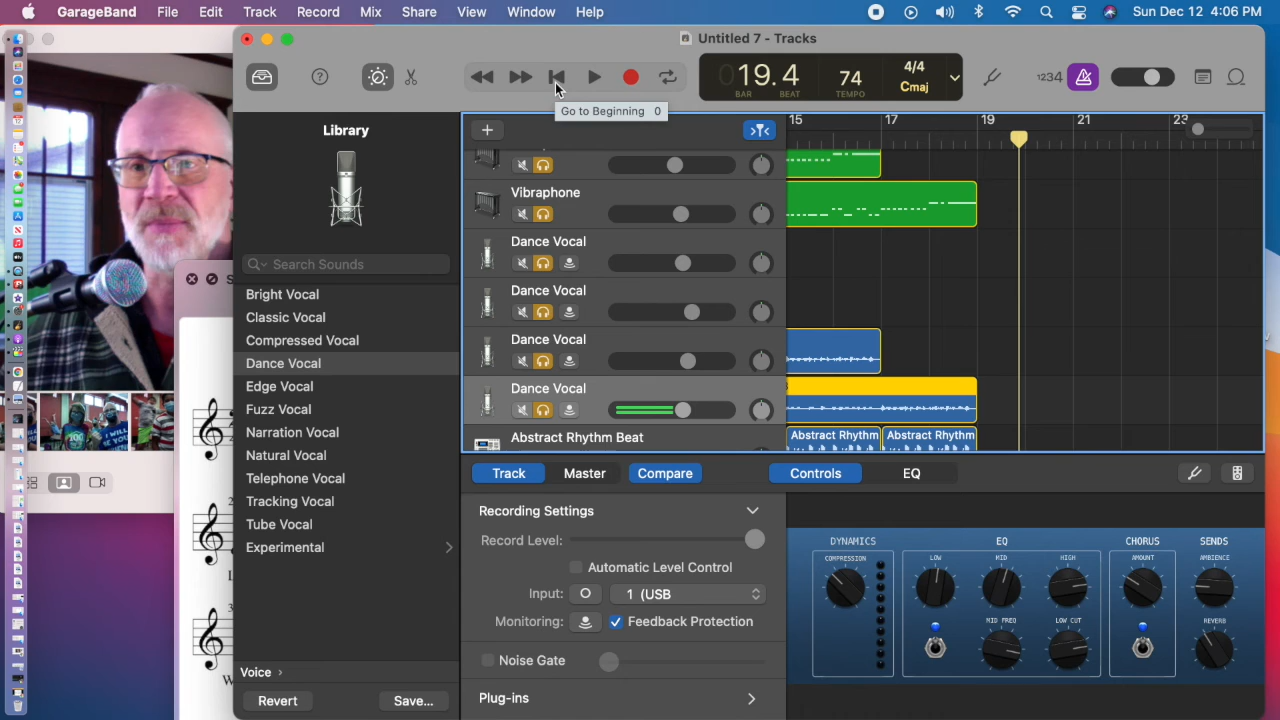 GarageBand File Edit Track Record Mix Share View Window Help Sun Dec 12 4:06 PM
Untitled 7 - Tracks
019.4 74 4/4 Cmaj 1234
BAR BEAT TEMPO
Go to Beginning 0
Library
15 17 19 21 23
Search Sounds
Bright Vocal
Classic Vocal
Compressed Vocal
Dance Vocal
Edge Vocal
Fuzz Vocal
Narration Vocal
Natural Vocal
Telephone Vocal
Tracking Vocal
Tube Vocal
Experimental
Voice
Revert Save...
Vibraphone
Dance Vocal
Dance Vocal
Dance Vocal
Dance Vocal
Abstract Rhythm Beat
Abstract Rhythm Abstract Rhythm
Track Master Compare Controls EQ
Recording Settings
Record Level:
Automatic Level Control
Input: 1 (USB
Monitoring: Feedback Protection
Noise Gate
Plug-ins
DYNAMICS EQ CHORUS SENDS
COMPRESSION LOW MID HIGH AMOUNT AMBIENCE
MID FREQ LOW CUT REVERB